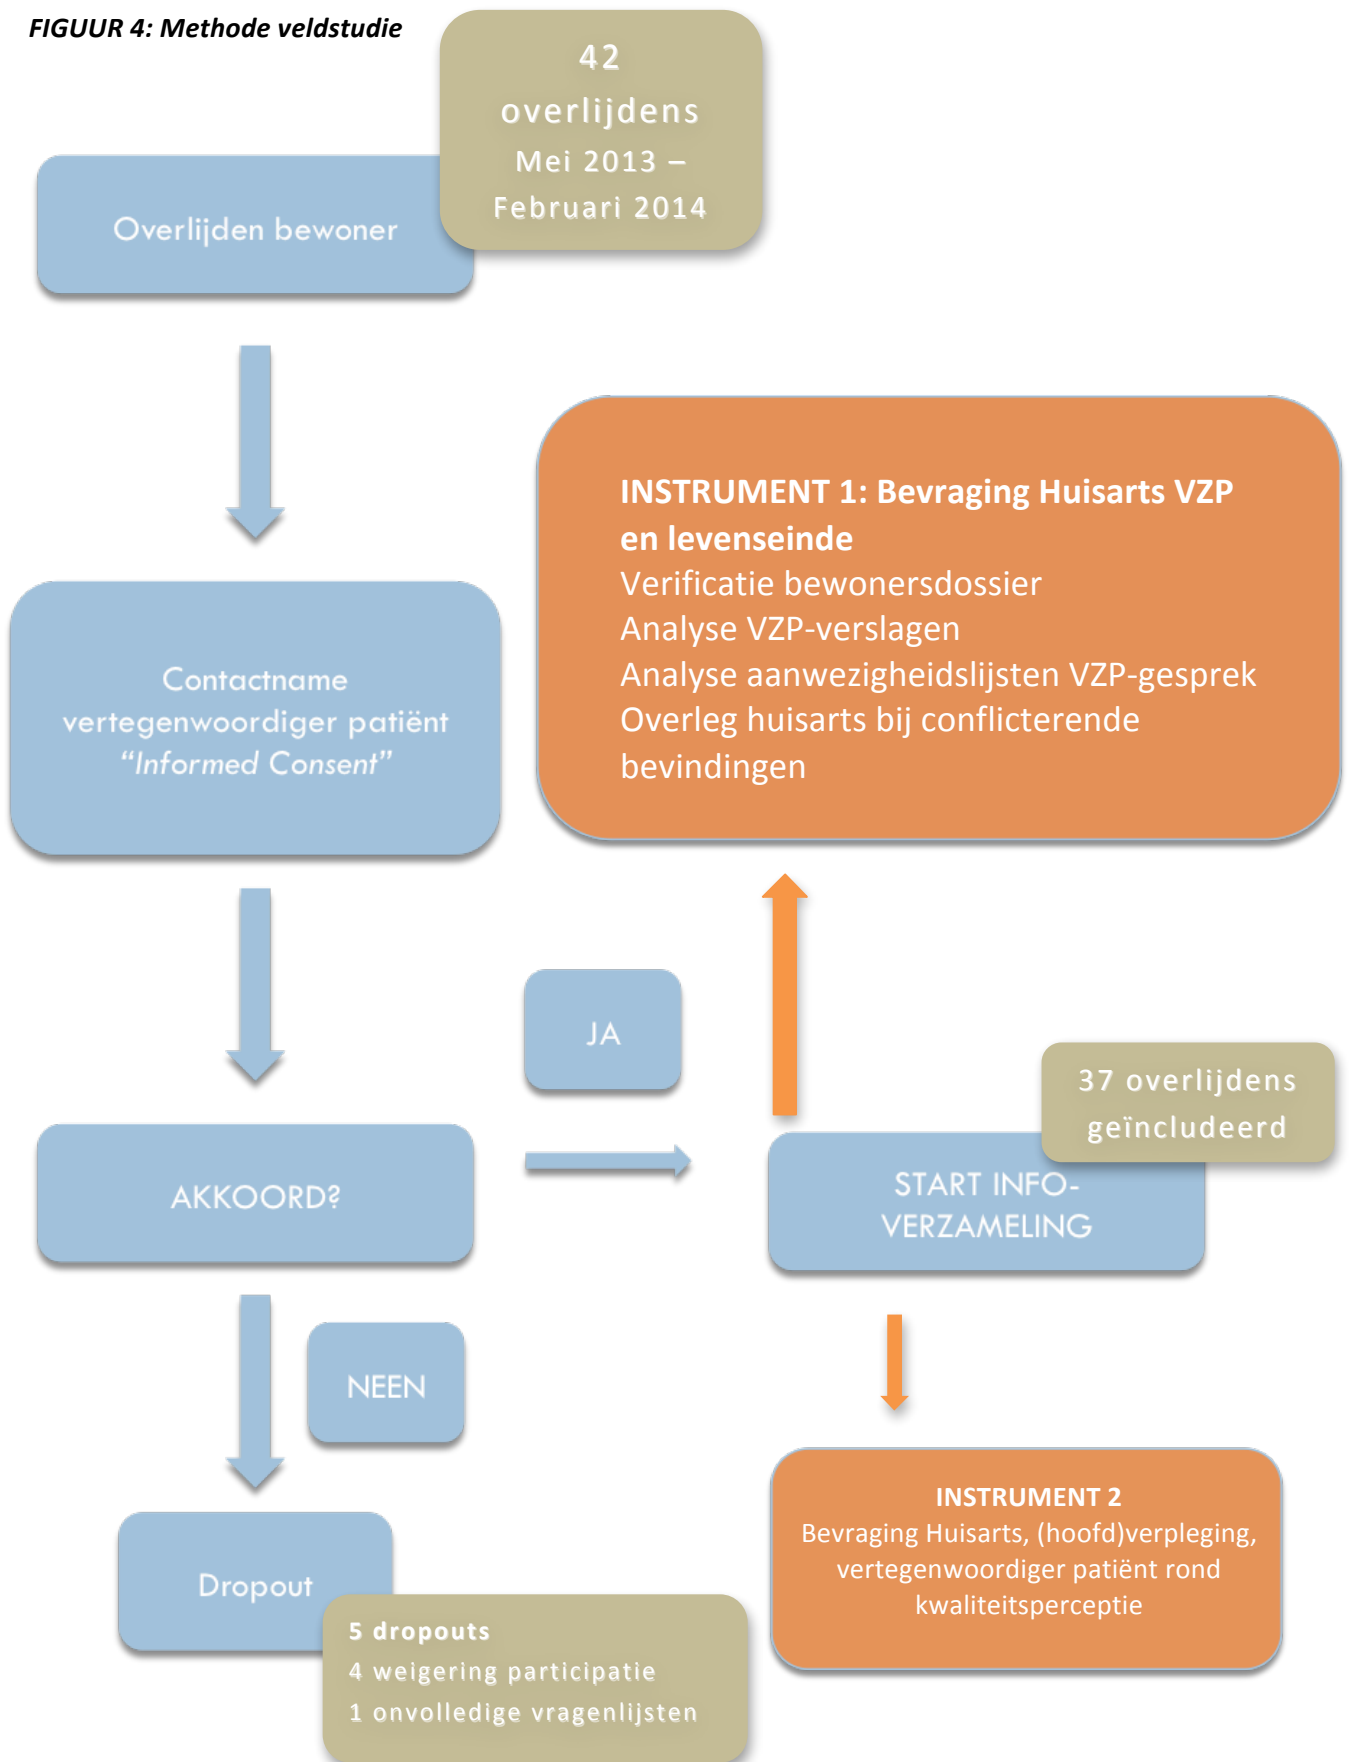 FIGUUR 4: Methode veldstudie
42
overlijdens
Mei 2013 –
Februari 2014
Overlijden bewoner
INSTRUMENT 1: Bevraging Huisarts VZP
en levenseinde
Verificatie bewonersdossier
Analyse VZP-verslagen
Analyse aanwezigheidslijsten VZP-gesprek
Overleg huisarts bij conflicterende
bevindingen
Contactname
vertegenwoordiger patiënt
“Informed Consent”
JA
37 overlijdens
geïncludeerd
AKKOORD?
START INFO-
VERZAMELING
NEEN
INSTRUMENT 2
Bevraging Huisarts, (hoofd)verpleging,
vertegenwoordiger patiënt rond
kwaliteitsperceptie
Dropout
5 dropouts
4 weigering participatie
1 onvolledige vragenlijsten